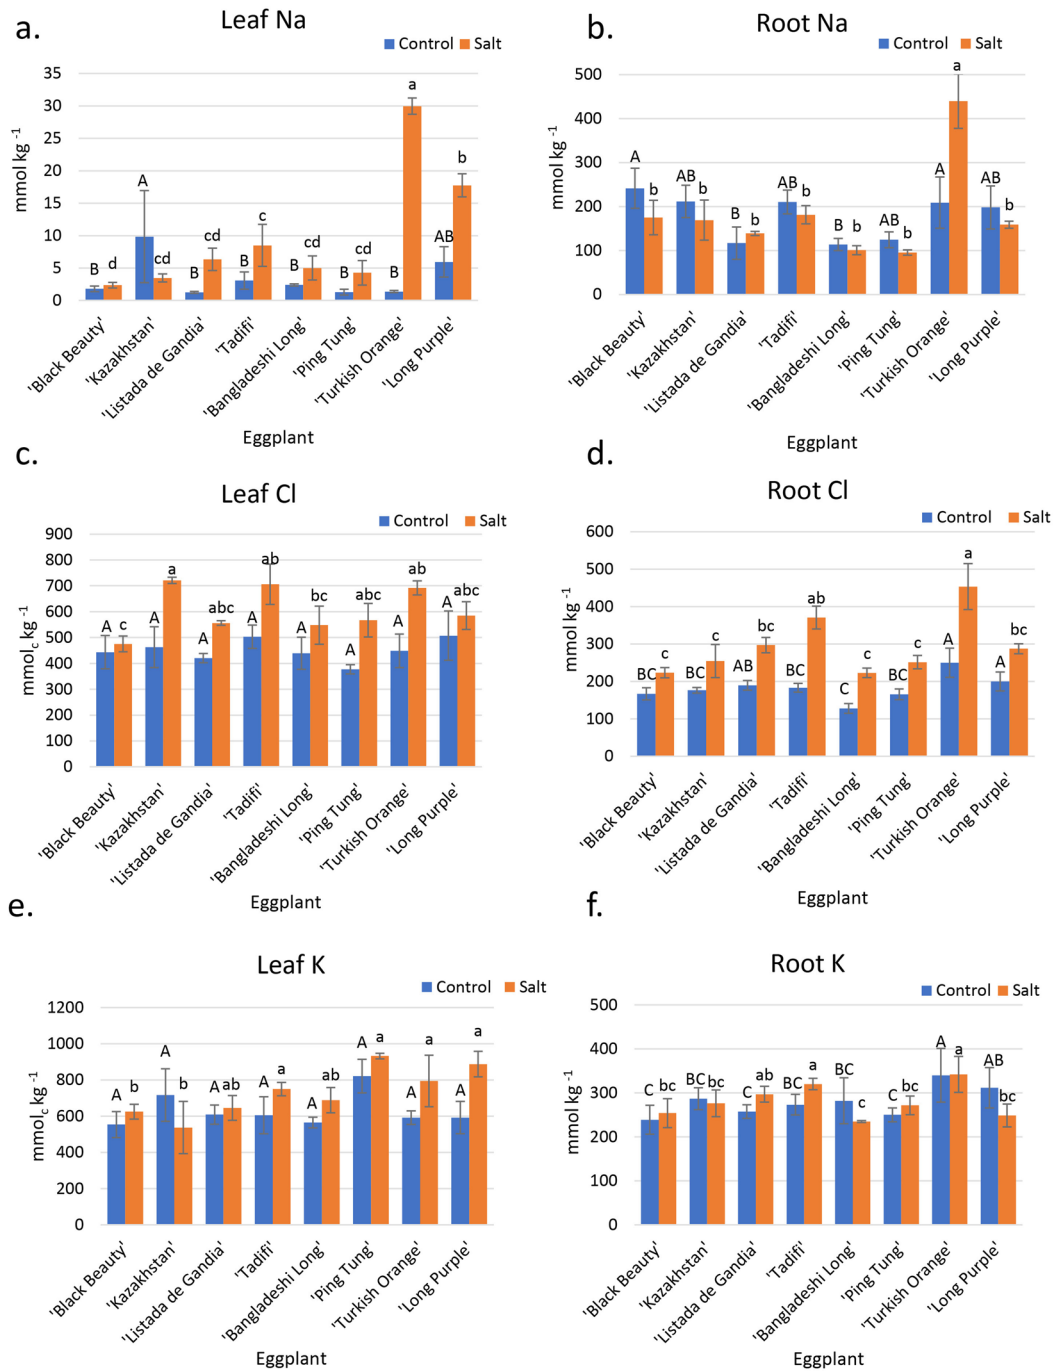 a.
Leaf Na
Control Salt
mmol kg -1
35
30
25
20
15
10
5
0
B d A cd B cd B c B cd B cd B a AB b
'Black Beauty'
'Kazakhstan'
'Listada de Gandia'
'Tadifi'
'Bangladeshi Long'
'Ping Tung'
'Turkish Orange'
'Long Purple'
Eggplant
b.
Root Na
Control Salt
mmol kg -1
500
400
300
200
100
0
A b AB b B b AB b B b AB b A a AB b
'Black Beauty'
'Kazakhstan'
'Listada de Gandia'
'Tadifi'
'Bangladeshi Long'
'Ping Tung'
'Turkish Orange'
'Long Purple'
Eggplant
c.
Leaf Cl
Control Salt
mmolc kg -1
900
800
700
600
500
400
300
200
100
0
A c A a A abc A ab A bc A abc A ab A abc
'Black Beauty'
'Kazakhstan'
'Listada de Gandia'
'Tadifi'
'Bangladeshi Long'
'Ping Tung'
'Turkish Orange'
'Long Purple'
Eggplant
d.
Root Cl
Control Salt
mmol kg -1
600
500
400
300
200
100
0
BC c BC c AB bc BC ab C c BC c A a A bc
'Black Beauty'
'Kazakhstan'
'Listada de Gandia'
'Tadifi'
'Bangladeshi Long'
'Ping Tung'
'Turkish Orange'
'Long Purple'
Eggplant
e.
Leaf K
Control Salt
mmolc kg -1
1200
1000
800
600
400
200
0
A b A b A ab A a A ab A a A a A a
'Black Beauty'
'Kazakhstan'
'Listada de Gandia'
'Tadifi'
'Bangladeshi Long'
'Ping Tung'
'Turkish Orange'
'Long Purple'
Eggplant
f.
Root K
Control Salt
mmol kg -1
500
400
300
200
100
0
C bc BC bc C ab BC a BC c C bc A a AB bc
'Black Beauty'
'Kazakhstan'
'Listada de Gandia'
'Tadifi'
'Bangladeshi Long'
'Ping Tung'
'Turkish Orange'
'Long Purple'
Eggplant